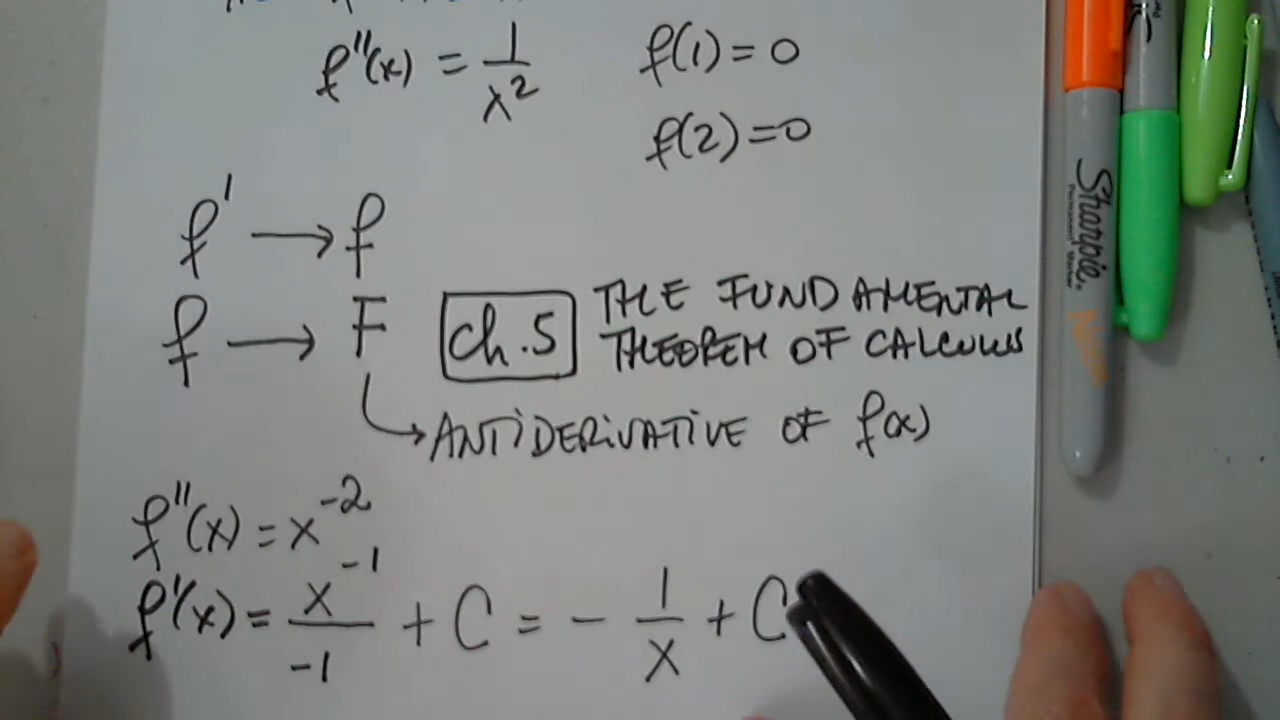 f''(x) = 1/x² f(1) = 0
f(2) = 0
f' → f
f → F Ch.5 THE FUNDAMENTAL
THEOREM OF CALCULUS
ANTIDERIVATIVE OF f(x)
f''(x) = x⁻²
f'(x) = x⁻¹/-1 + C = - 1/x + C
Sharpie